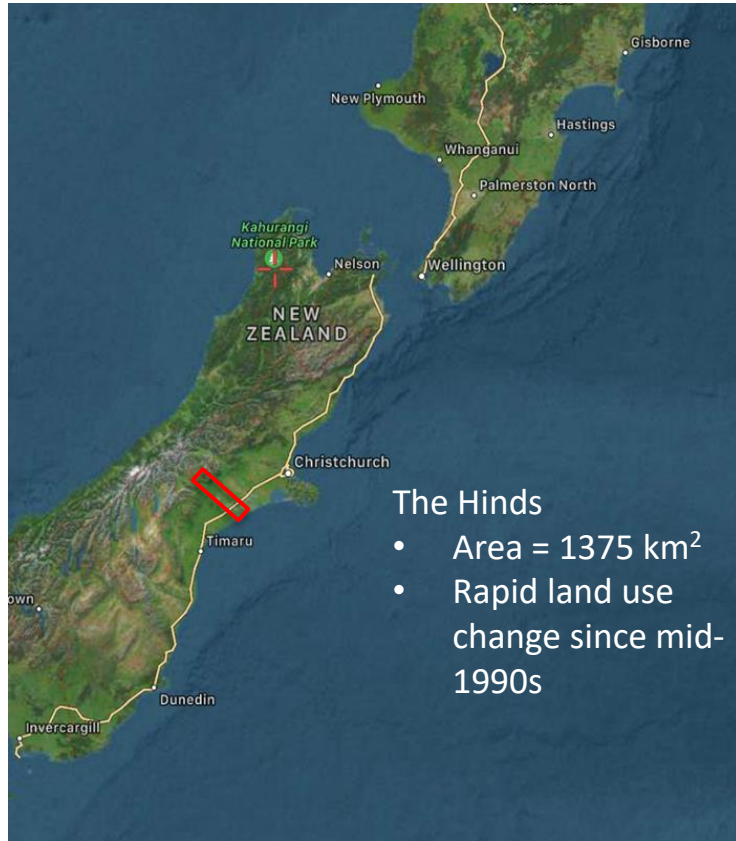 Gisborne
New Plymouth
Hastings
Whanganui
Palmerston North
Kahurangi
National Park
Nelson
Wellington
NEW
ZEALAND
Christchurch
The Hinds
• Area = 1375 km²
• Rapid land use
change since mid-
1990s
Timaru
own
Dunedin
Invercargill